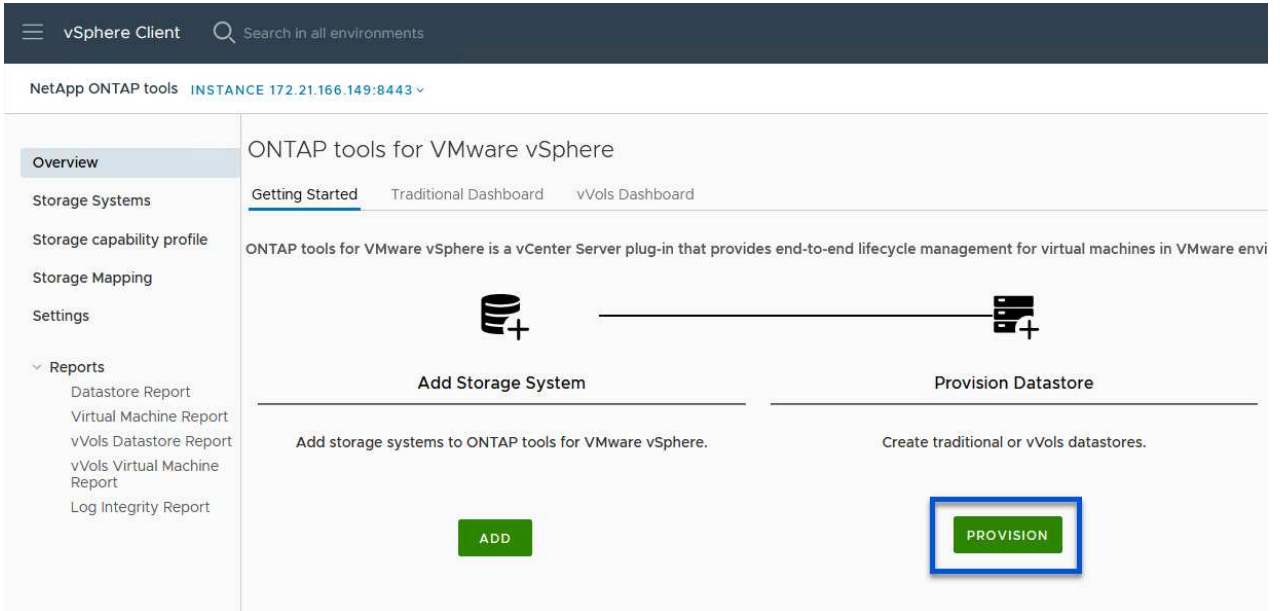 vSphere Client
Search in all environments
NetApp ONTAP tools INSTANCE 172.21.166.149:8443
Overview
Storage Systems
Storage capability profile
Storage Mapping
Settings
Reports
Datastore Report
Virtual Machine Report
vVols Datastore Report
vVols Virtual Machine
Report
Log Integrity Report
ONTAP tools for VMware vSphere
Getting Started Traditional Dashboard vVols Dashboard
ONTAP tools for VMware vSphere is a vCenter Server plug-in that provides end-to-end lifecycle management for virtual machines in VMware envi
Add Storage System
Add storage systems to ONTAP tools for VMware vSphere.
ADD
Provision Datastore
Create traditional or vVols datastores.
PROVISION